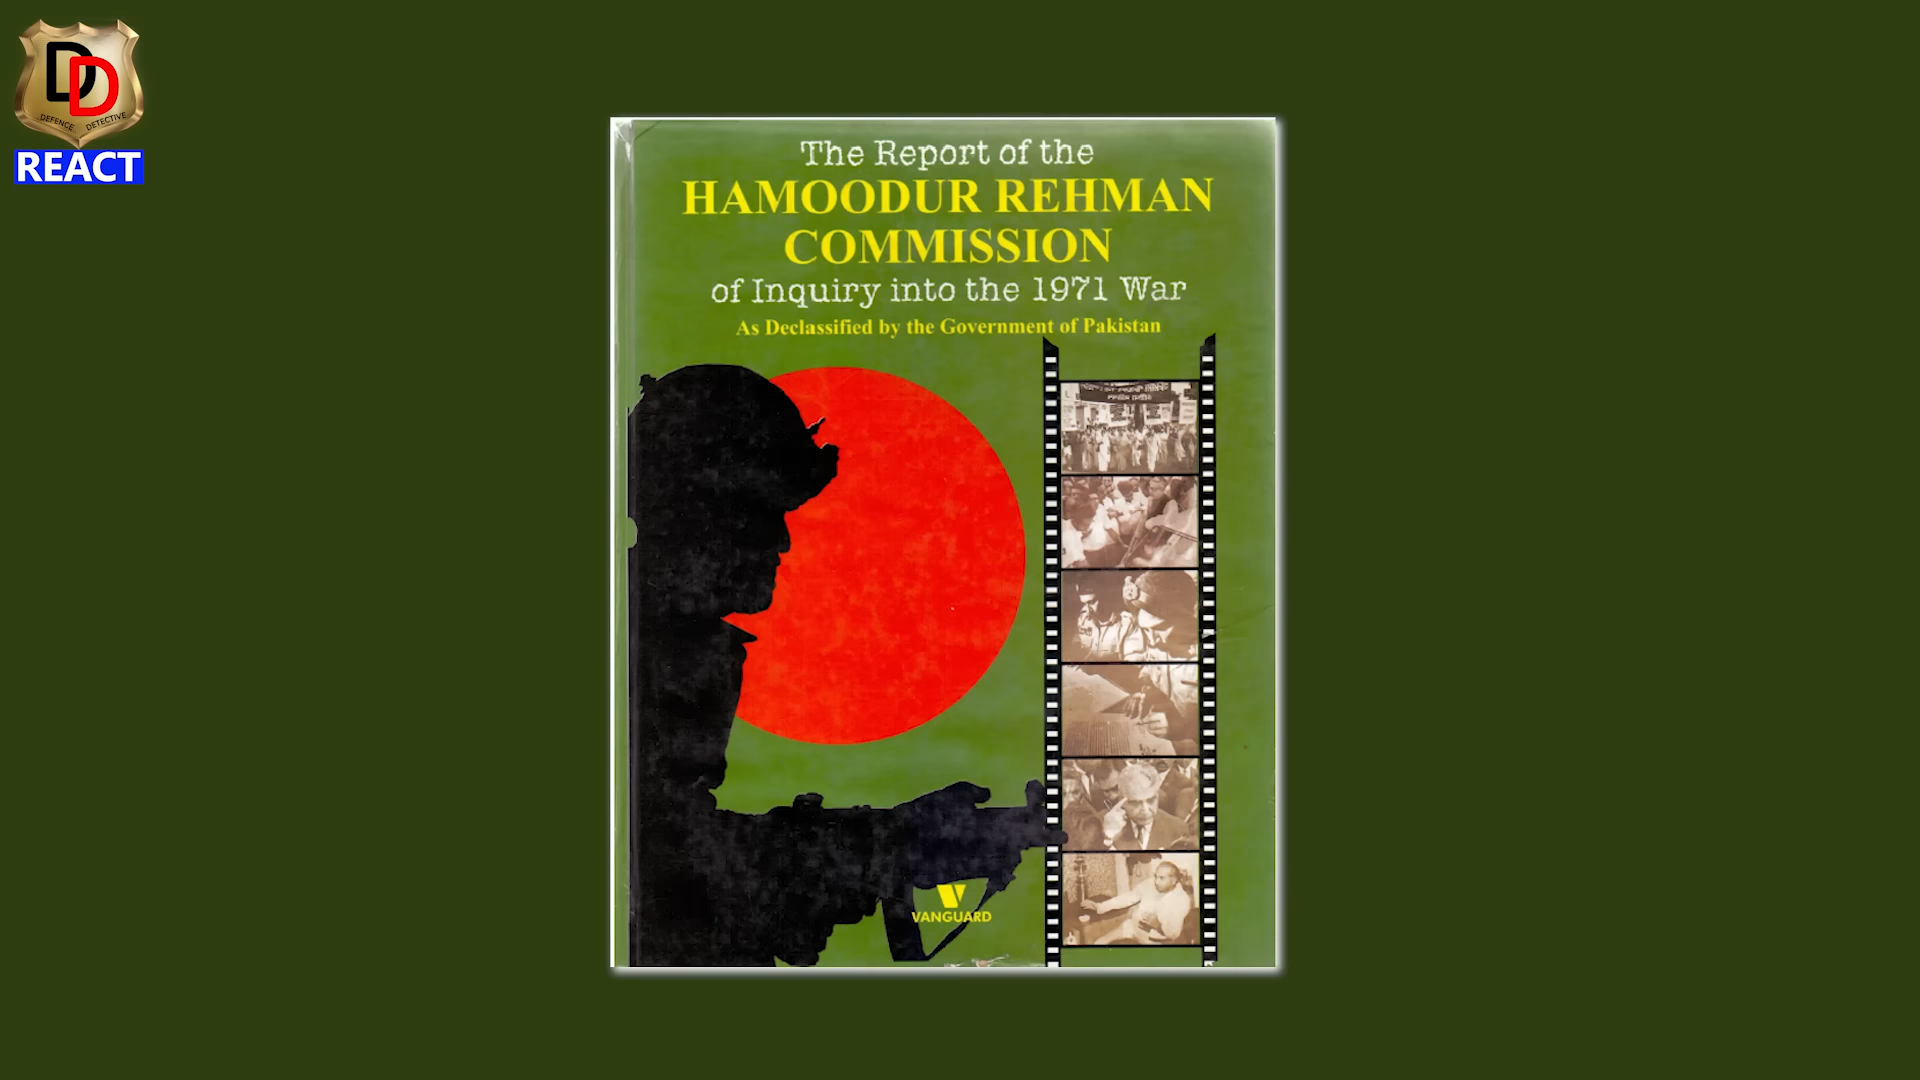 DD
DEFENCE DETECTIVE
REACT
The Report of the
HAMOODUR REHMAN
COMMISSION
of Inquiry into the 1971 War
As Declassified by the Government of Pakistan
V
VANGUARD